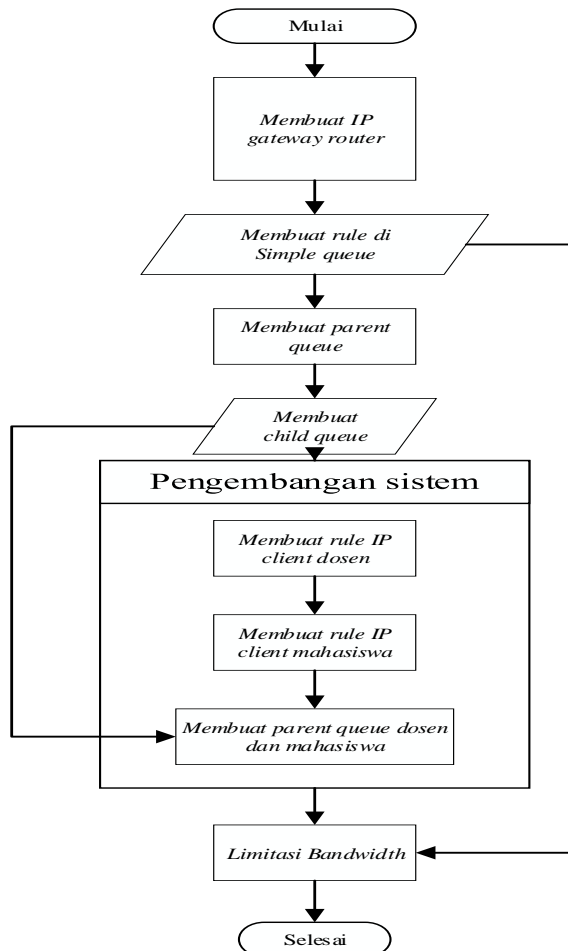 Mulai
Membuat IP
gateway router
Membuat rule di
Simple queue
Membuat parent
queue
Membuat
child queue
Pengembangan sistem
Membuat rule IP
client dosen
Membuat rule IP
client mahasiswa
Membuat parent queue dosen
dan mahasiswa
Limitasi Bandwidth
Selesai